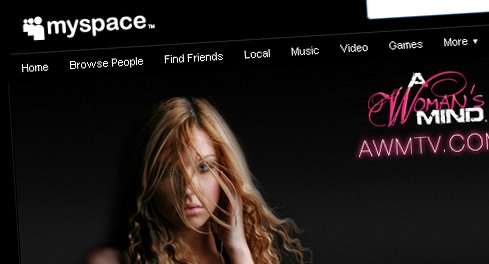 myspace™
Home Browse People Find Friends Local Music Video Games More ▾
A
Woman's
MIND.
AWMTV.CO